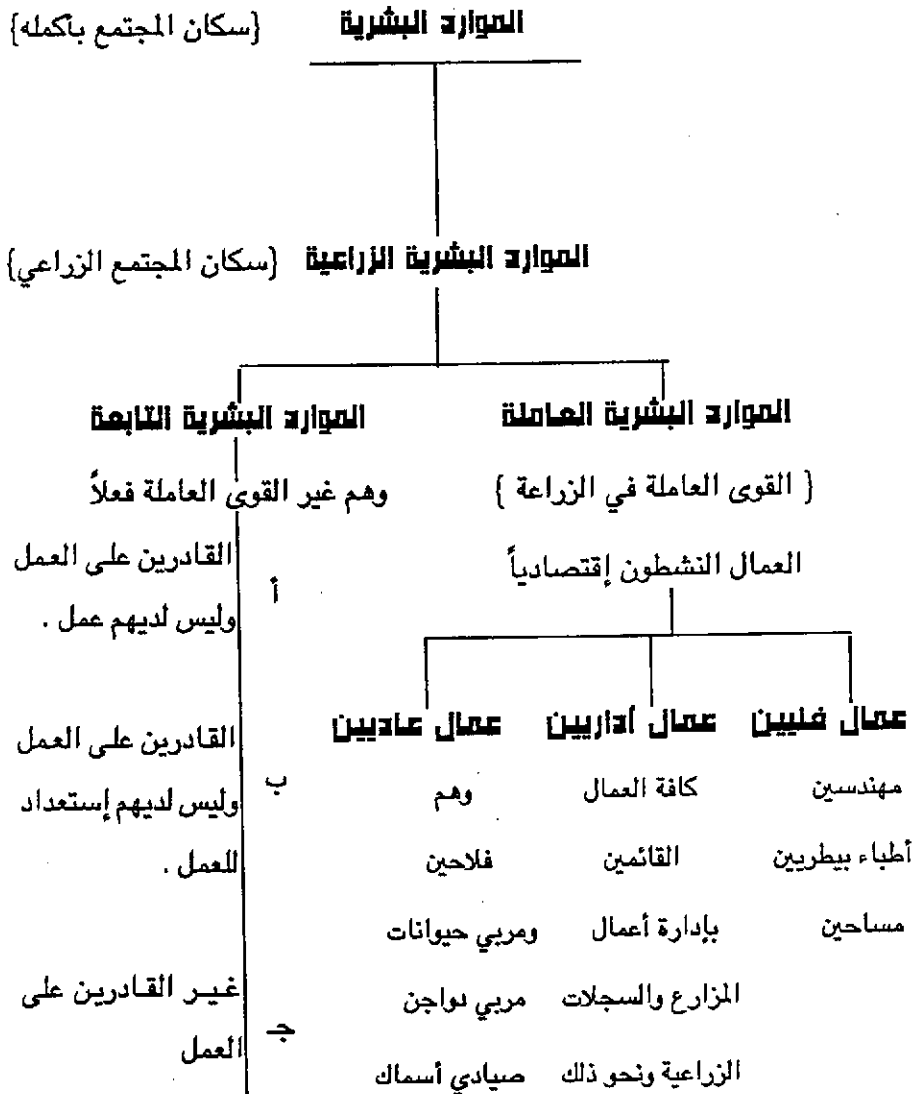 الموارد البشرية {سكان المجتمع بأكمله}
الموارد البشرية الزراعية {سكان المجتمع الزراعي}
الموارد البشرية العاملة
{ القوى العاملة في الزراعة }
العمال النشطون إقتصادياً
عمال فنيين
مهندسين
أطباء بيطريين
مساحين
عمال أداريين
كافة العمال
القائمين
بإدارة أعمال
المزارع والسجلات
الزراعية ونحو ذلك
عمال عاديين
وهم
فلاحين
ومربي حيوانات
مربي دواجن
صيادي أسماك
الموارد البشرية التابعة
وهم غير القوى العاملة فعلاً
أ
القادرين على العمل
وليس لديهم عمل .
ب
القادرين على العمل
وليس لديهم إستعداد
للعمل .
جـ
غير القادرين على
العمل